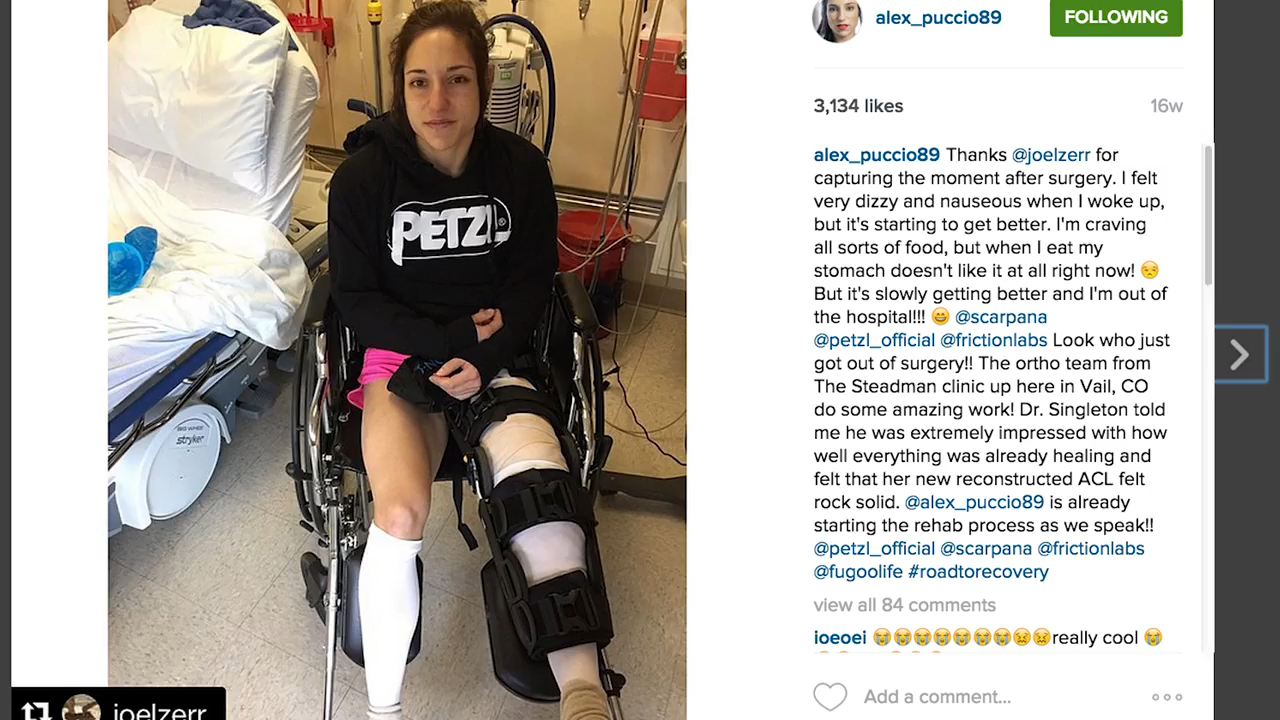 alex_puccio89
FOLLOWING
3,134 likes
16w
alex_puccio89 Thanks @joelzerr for
capturing the moment after surgery. I felt
very dizzy and nauseous when I woke up,
but it's starting to get better. I'm craving
all sorts of food, but when I eat my
stomach doesn't like it at all right now! 😒
But it's slowly getting better and I'm out of
the hospital!!! 😄 @scarpana
@petzl_official @frictionlabs Look who just
got out of surgery!! The ortho team from
The Steadman clinic up here in Vail, CO
do some amazing work! Dr. Singleton told
me he was extremely impressed with how
well everything was already healing and
felt that her new reconstructed ACL felt
rock solid. @alex_puccio89 is already
starting the rehab process as we speak!!
@petzl_official @scarpana @frictionlabs
@fugoolife #roadtorecovery
view all 84 comments
ioeoei 😭😭😭😭😭😭😭😖😖really cool 😭
Add a comment...
PETZL®
BIG WHEEL
stryker
joelzerr